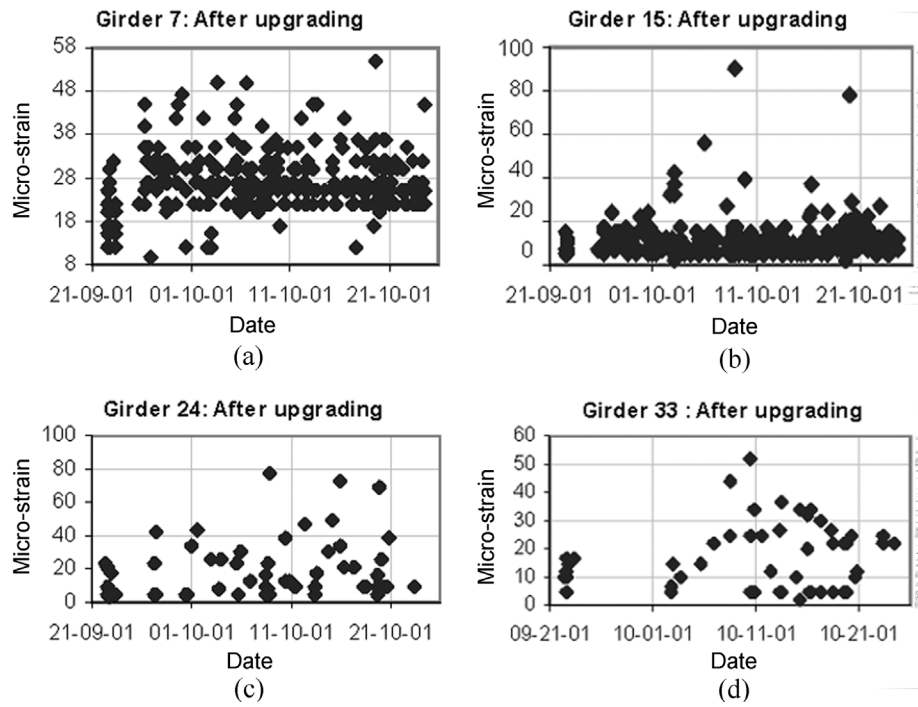 Girder 7: After upgrading
58
48
38
28
18
8
Micro-strain
21-09-01 01-10-01 11-10-01 21-10-01
Date
(a)
Girder 15: After upgrading
100
80
60
40
20
0
Micro-strain
21-09-01 01-10-01 11-10-01 21-10-01
Date
(b)
Girder 24: After upgrading
100
80
60
40
20
0
Micro-strain
21-09-01 01-10-01 11-10-01 21-10-01
Date
(c)
Girder 33 : After upgrading
60
50
40
30
20
10
0
Micro-strain
09-21-01 10-01-01 10-11-01 10-21-01
Date
(d)